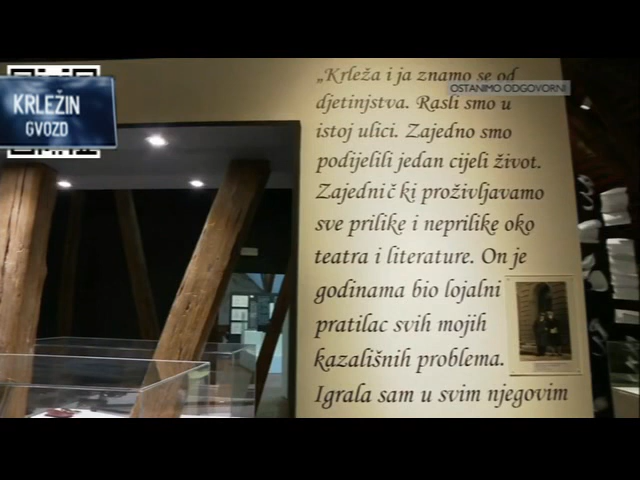 KRLEŽIN
GVOZD
OSTANIMO ODGOVORNI
„Krleža i ja znamo se od
djetinjstva. Rasli smo u
istoj ulici. Zajedno smo
podijelili jedan cijeli život.
Zajednički proživljavamo
sve prilike i neprilike oko
teatra i literature. On je
godinama bio lojalni
pratilac svih mojih
kazališnih problema.
Igrala sam u svim njegovim